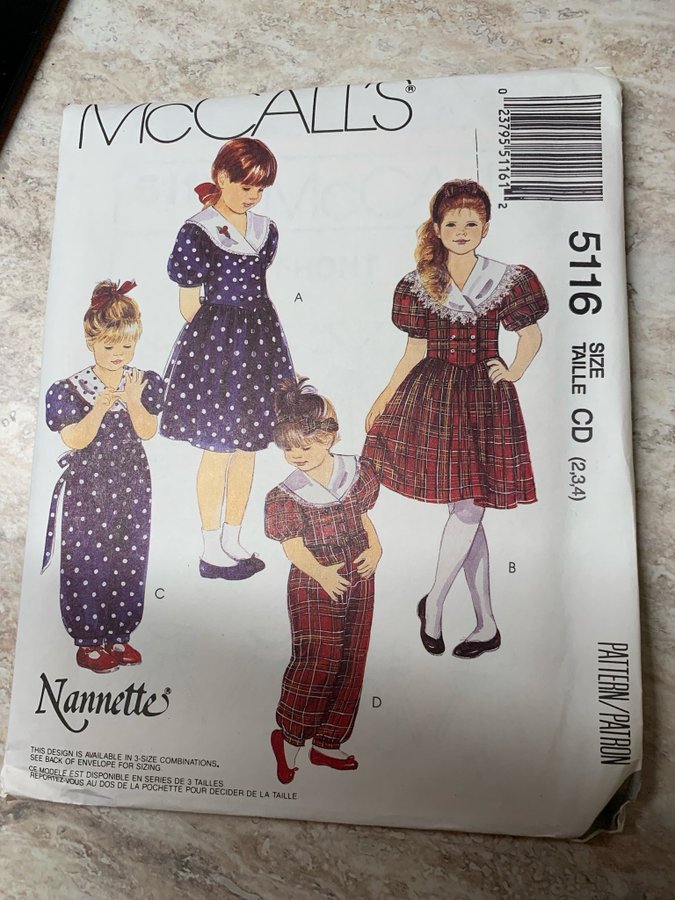 McCALL'S®
0 23795 51161 2
5116
SIZE
TAILLE CD (2,3,4)
A
B
C
D
Nannette®
THIS DESIGN IS AVAILABLE IN 3-SIZE COMBINATIONS.
SEE BACK OF ENVELOPE FOR SIZING
CE MODELE EST DISPONIBLE EN SERIES DE 3 TAILLES
REPORTEZ-VOUS AU DOS DE LA POCHETTE POUR DECIDER DE LA TAILLE
PATTERN/PATRON